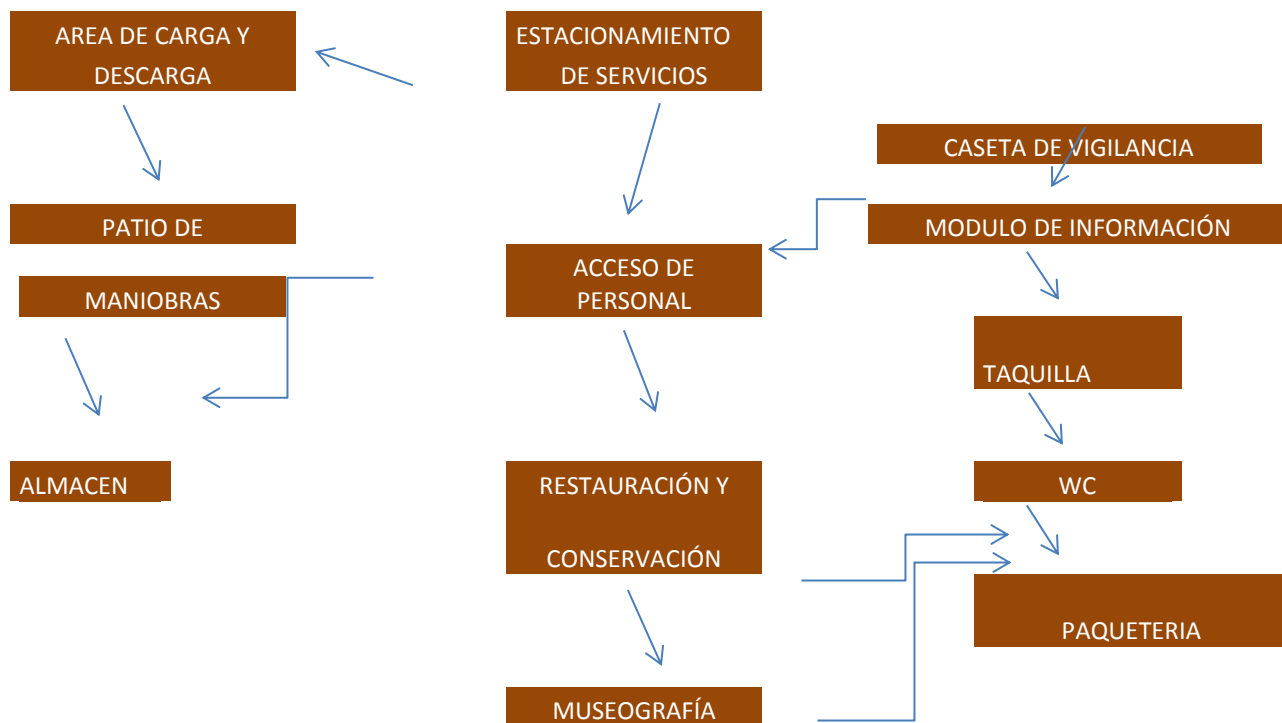 AREA DE CARGA Y
DESCARGA
ESTACIONAMIENTO
DE SERVICIOS
CASETA DE VIGILANCIA
PATIO DE
MODULO DE INFORMACIÓN
MANIOBRAS
ACCESO DE
PERSONAL
TAQUILLA
ALMACEN
RESTAURACIÓN Y
CONSERVACIÓN
WC
PAQUETERIA
MUSEOGRAFÍA